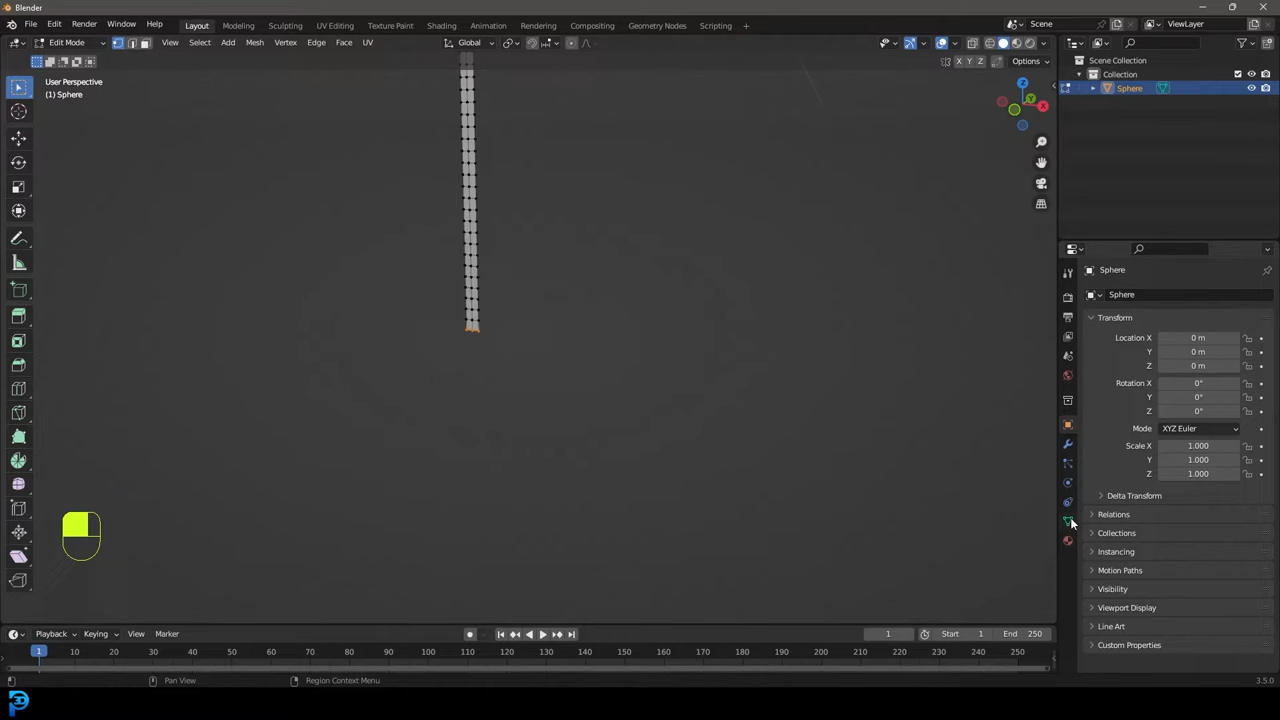 Blender
File Edit Render Window Help Layout Modeling Sculpting UV Editing Texture Paint Shading Animation Rendering Compositing Geometry Nodes Scripting Scene ViewLayer
Edit Mode View Select Add Mesh Vertex Edge Face UV Global
X Y Z Options
User Perspective
(1) Sphere
Z
Y
X
Scene Collection
Collection
Sphere
Sphere
Sphere
Transform
Location X 0 m
Y 0 m
Z 0 m
Rotation X 0°
Y 0°
Z 0°
Mode XYZ Euler
Scale X 1.000
Y 1.000
Z 1.000
Delta Transform
Relations
Collections
Instancing
Motion Paths
Visibility
Viewport Display
Line Art
Custom Properties
Playback Keying View Marker 1 Start 1 End 250
1 10 20 30 40 50 60 70 80 90 100 110 120 130 140 150 160 170 180 190 200 210 220 230 240 250
Pan View Region Context Menu 3.5.0